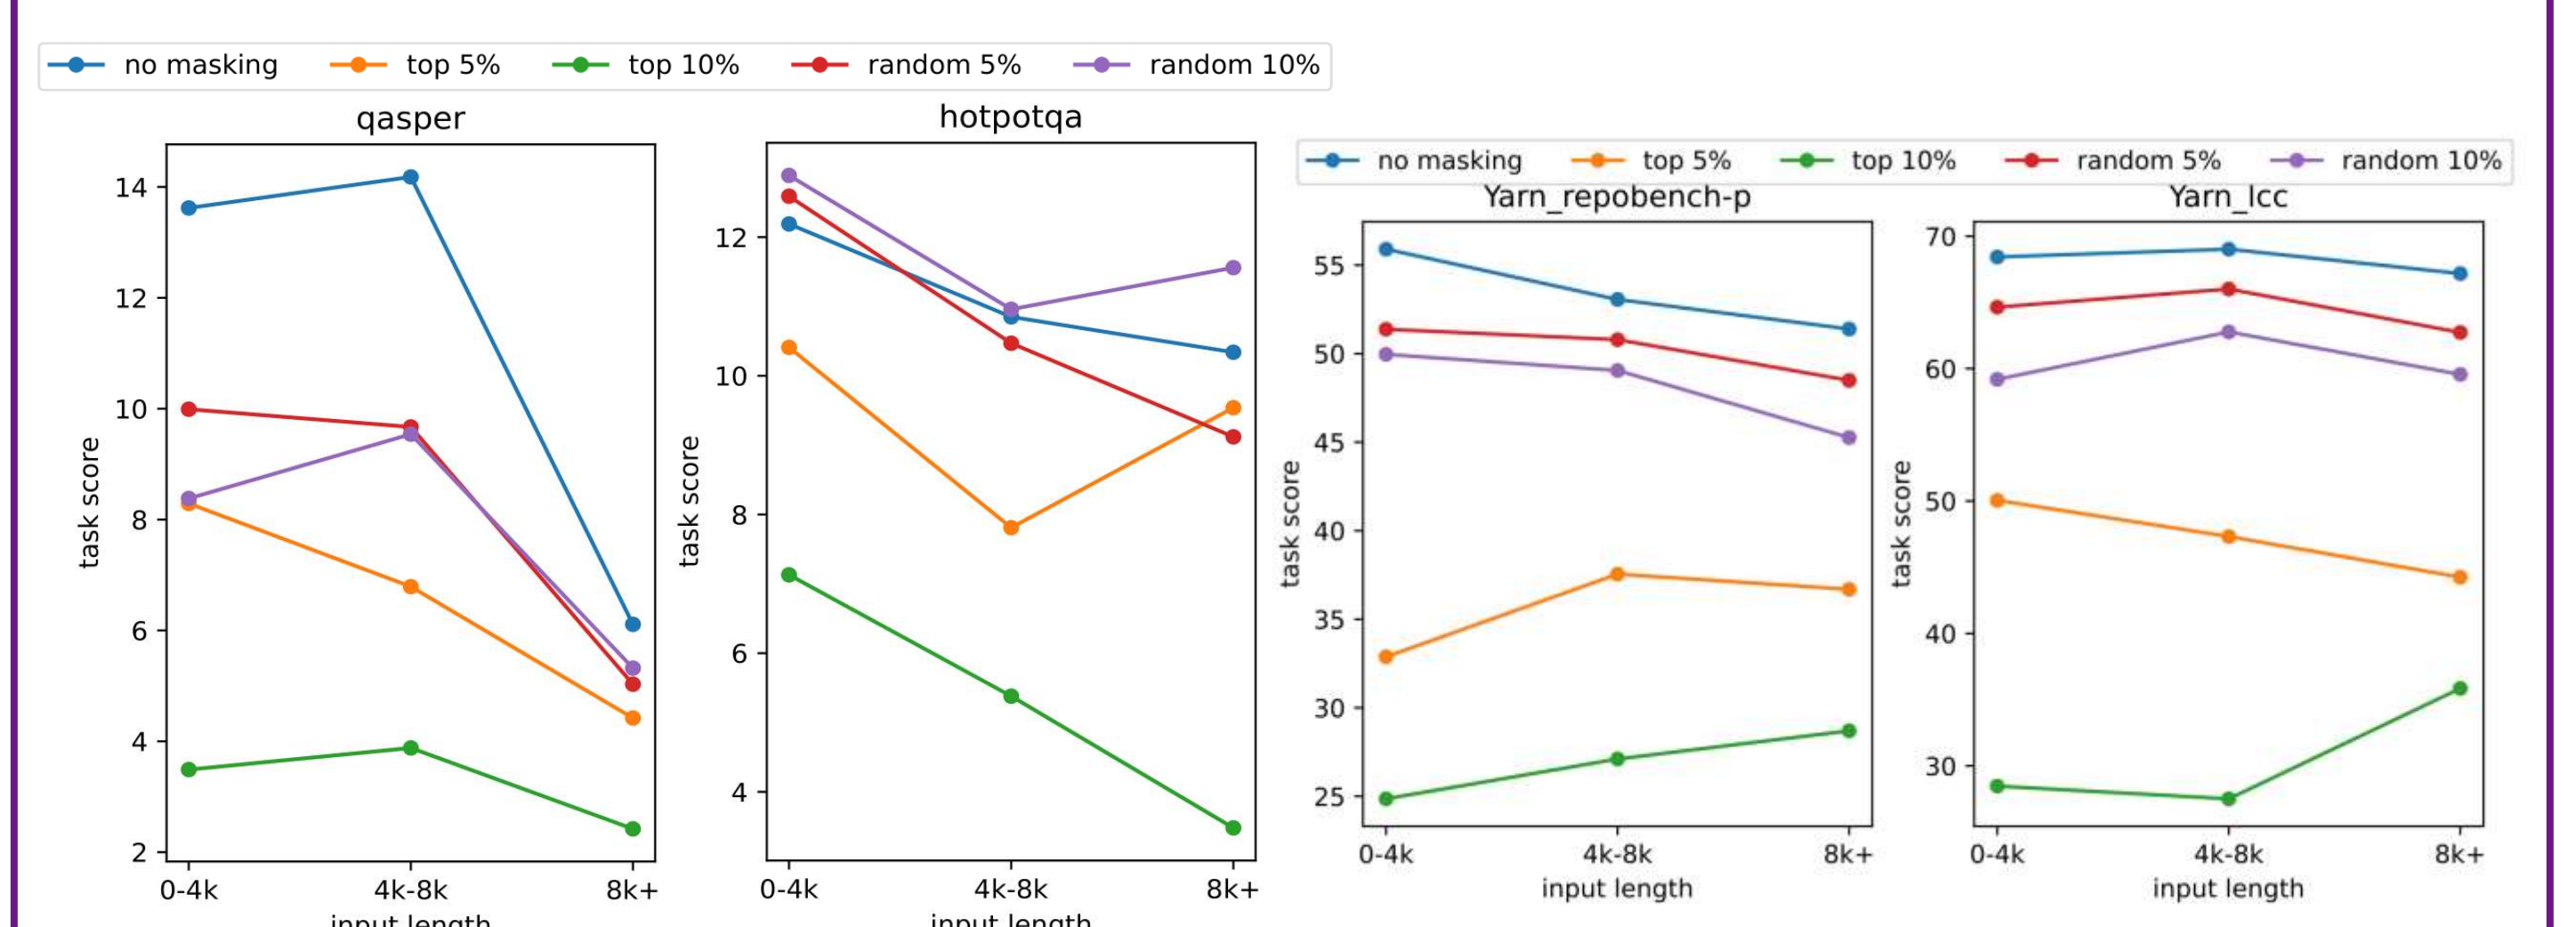 no masking top 5% top 10% random 5% random 10%
qasper
14
12
10
8
6
4
2
task score
0-4k 4k-8k 8k+
input length
hotpotqa
12
10
8
6
4
task score
0-4k 4k-8k 8k+
input length
no masking top 5% top 10% random 5% random 10%
Yarn_repobench-p
55
50
45
40
35
30
25
task score
0-4k 4k-8k 8k+
input length
Yarn_lcc
70
60
50
40
30
task score
0-4k 4k-8k 8k+
input length